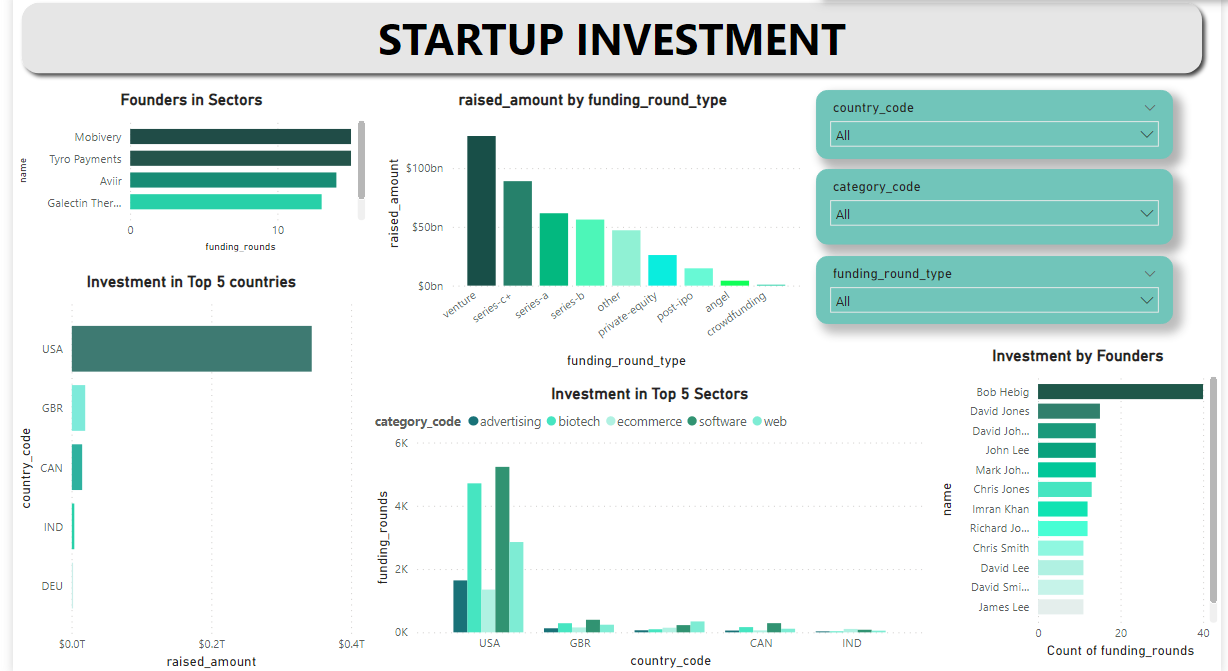 STARTUP INVESTMENT
Founders in Sectors
name
Mobivery
Tyro Payments
Aviir
Galectin Ther...
0 10
funding_rounds
raised_amount by funding_round_type
raised_amount
$100bn
$50bn
$0bn
venture
series-c+
series-a
series-b
other
private-equity
post-ipo
angel
crowdfunding
funding_round_type
country_code
All
category_code
All
funding_round_type
All
Investment in Top 5 countries
country_code
USA
GBR
CAN
IND
DEU
$0.0T $0.2T $0.4T
raised_amount
Investment in Top 5 Sectors
category_code advertising biotech ecommerce software web
funding_rounds
6K
4K
2K
0K
USA GBR CAN IND
country_code
Investment by Founders
name
Bob Hebig
David Jones
David Joh...
John Lee
Mark Joh...
Chris Jones
Imran Khan
Richard Jo...
Chris Smith
David Lee
David Smi...
James Lee
0 20 40
Count of funding_rounds